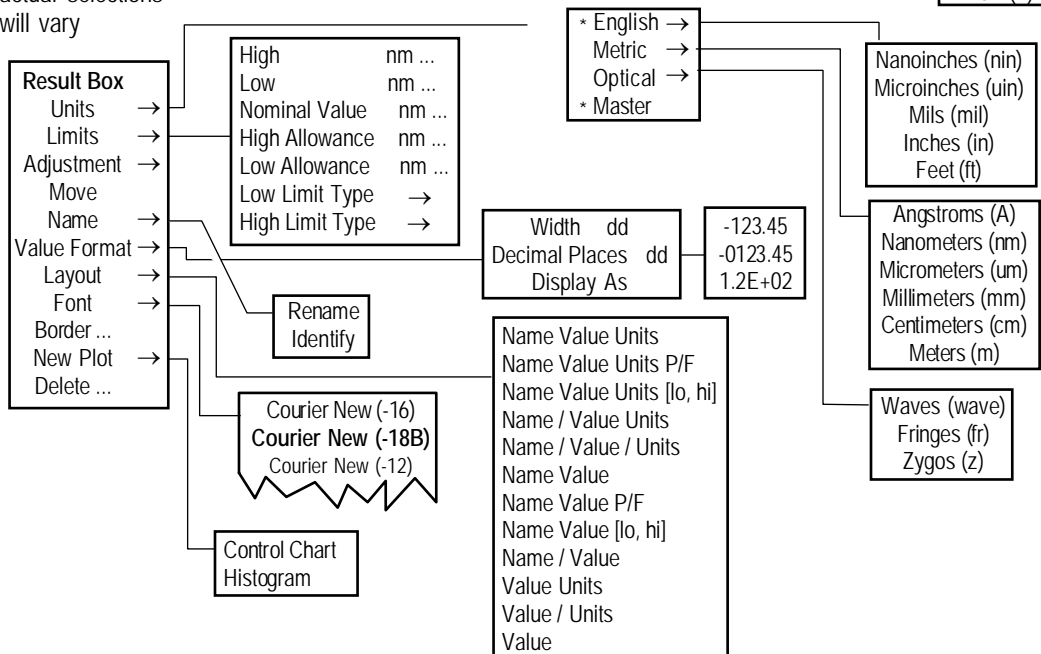 actual selections
will vary
Result Box
Units →
Limits →
Adjustment →
Move
Name →
Value Format →
Layout →
Font →
Border ...
New Plot →
Delete ...
High nm ...
Low nm ...
Nominal Value nm ...
High Allowance nm ...
Low Allowance nm ...
Low Limit Type →
High Limit Type →
* English →
Metric →
Optical →
* Master
Nanoinches (nin)
Microinches (uin)
Mils (mil)
Inches (in)
Feet (ft)
Angstroms (A)
Nanometers (nm)
Micrometers (um)
Millimeters (mm)
Centimeters (cm)
Meters (m)
Waves (wave)
Fringes (fr)
Zygos (z)
Width dd
Decimal Places dd
Display As
-123.45
-0123.45
1.2E+02
Rename
Identify
Courier New (-16)
Courier New (-18B)
Courier New (-12)
Control Chart
Histogram
Name Value Units
Name Value Units P/F
Name Value Units [lo, hi]
Name / Value Units
Name / Value / Units
Name Value
Name Value P/F
Name Value [lo, hi]
Name / Value
Value Units
Value / Units
Value